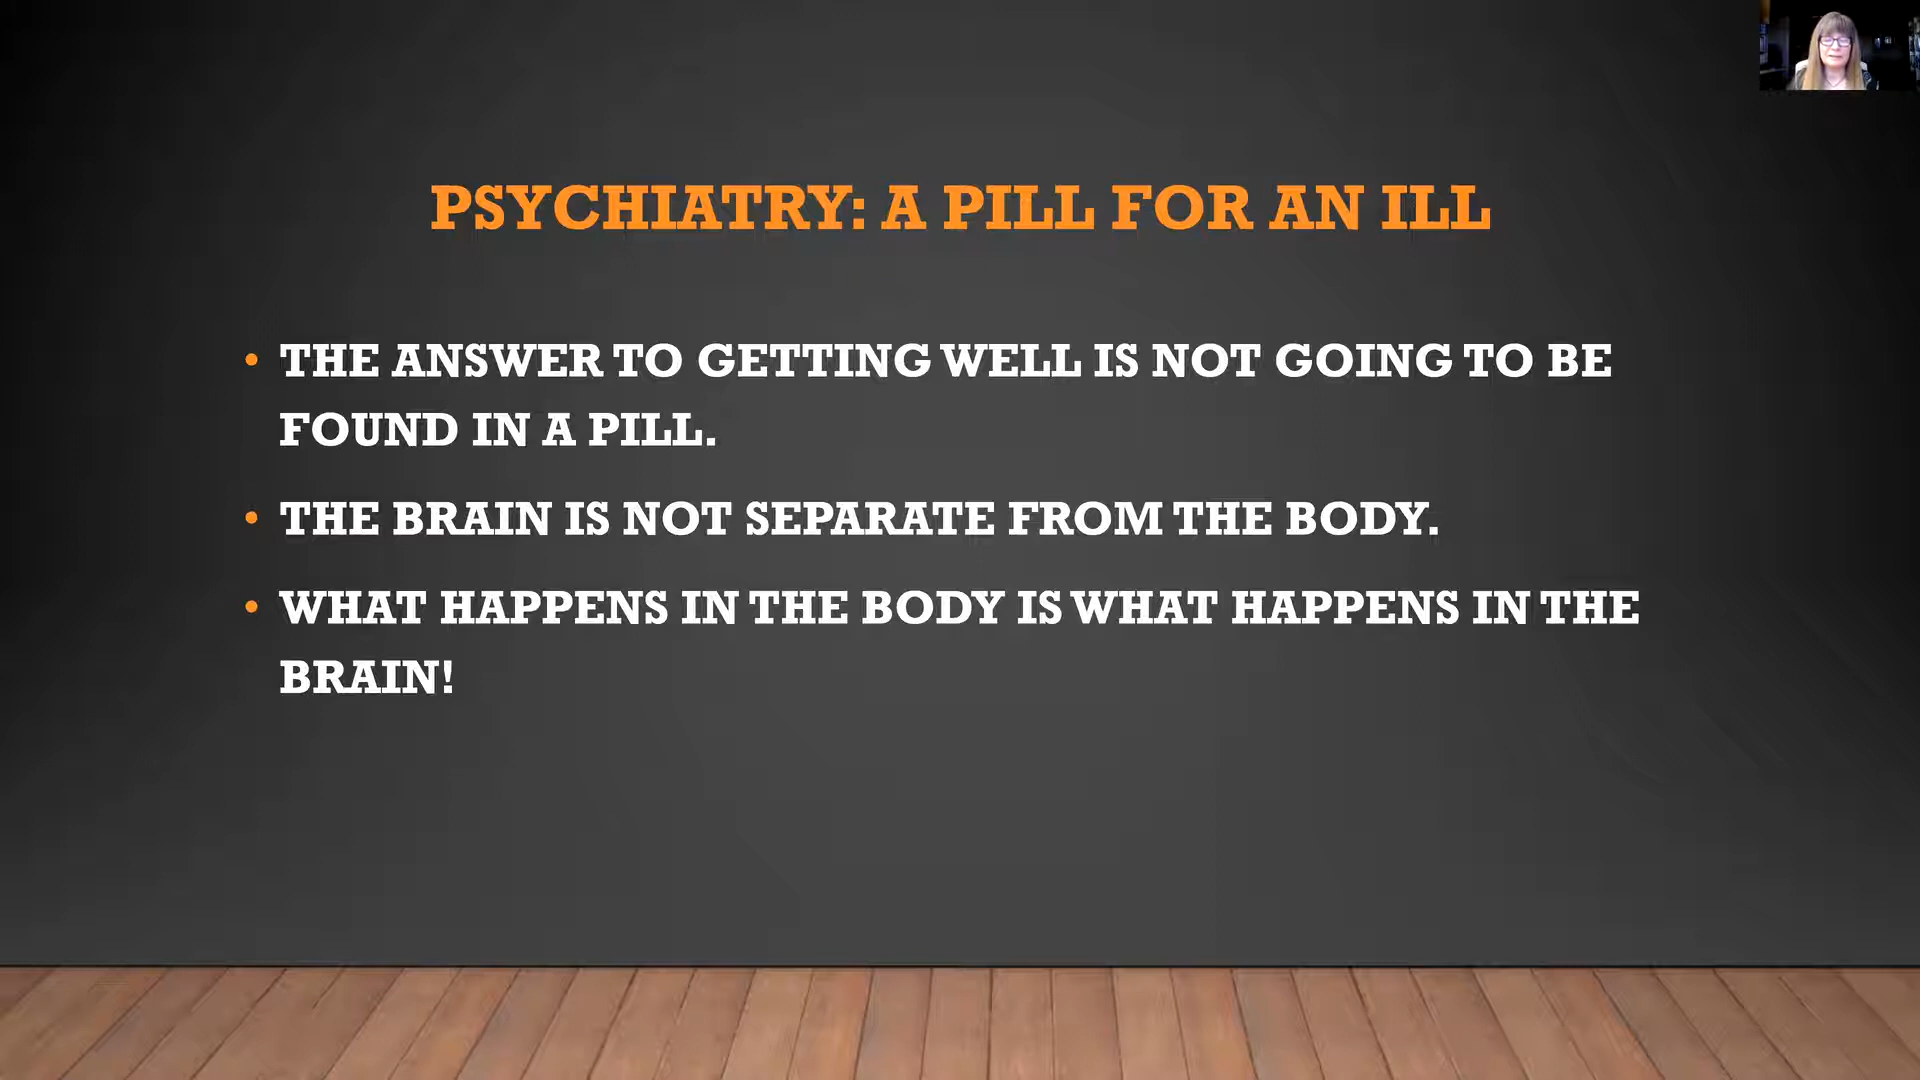 PSYCHIATRY: A PILL FOR AN ILL
• THE ANSWER TO GETTING WELL IS NOT GOING TO BE
FOUND IN A PILL.
• THE BRAIN IS NOT SEPARATE FROM THE BODY.
• WHAT HAPPENS IN THE BODY IS WHAT HAPPENS IN THE
BRAIN!